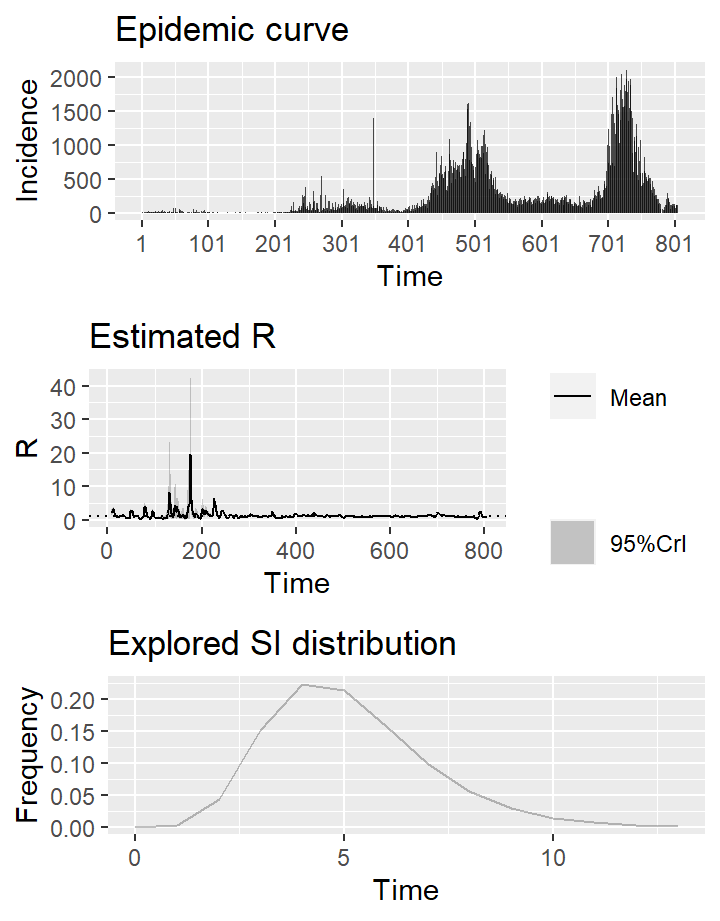 Epidemic curve
Incidence
2000
1500
1000
500
0
1 101 201 301 401 501 601 701 801
Time
Estimated R
R
40
30
20
10
0
0 200 400 600 800
Time
Mean
95%CrI
Explored SI distribution
Frequency
0.20
0.15
0.10
0.05
0.00
0 5 10
Time